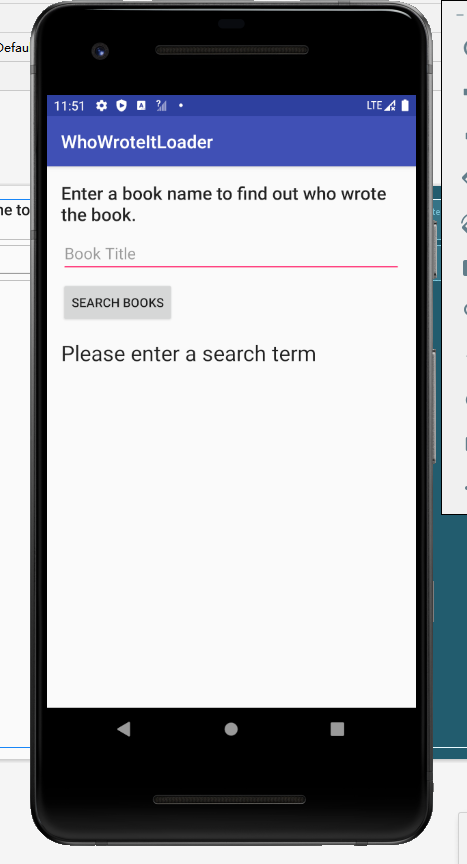 Defau
11:51
LTE
WhoWroteItLoader
Enter a book name to find out who wrote
the book.
ne to
Book Title
SEARCH BOOKS
Please enter a search term